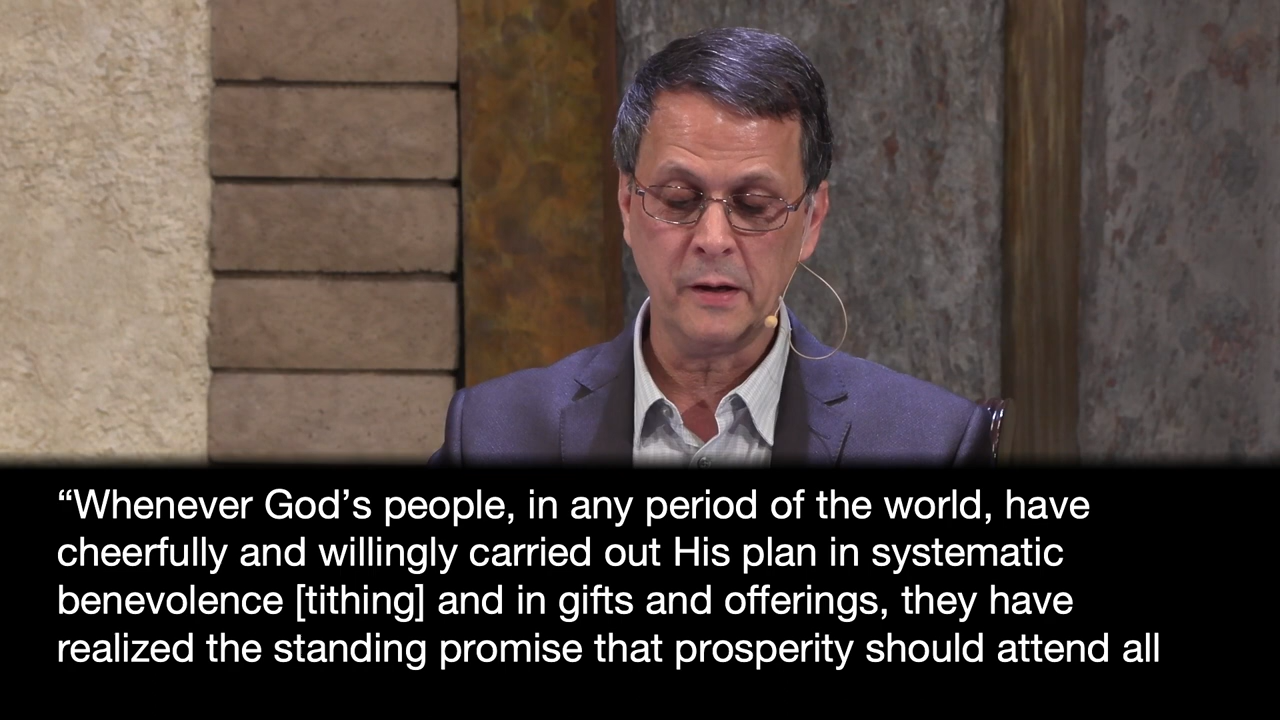 “Whenever God’s people, in any period of the world, have
cheerfully and willingly carried out His plan in systematic
benevolence [tithing] and in gifts and offerings, they have
realized the standing promise that prosperity should attend all